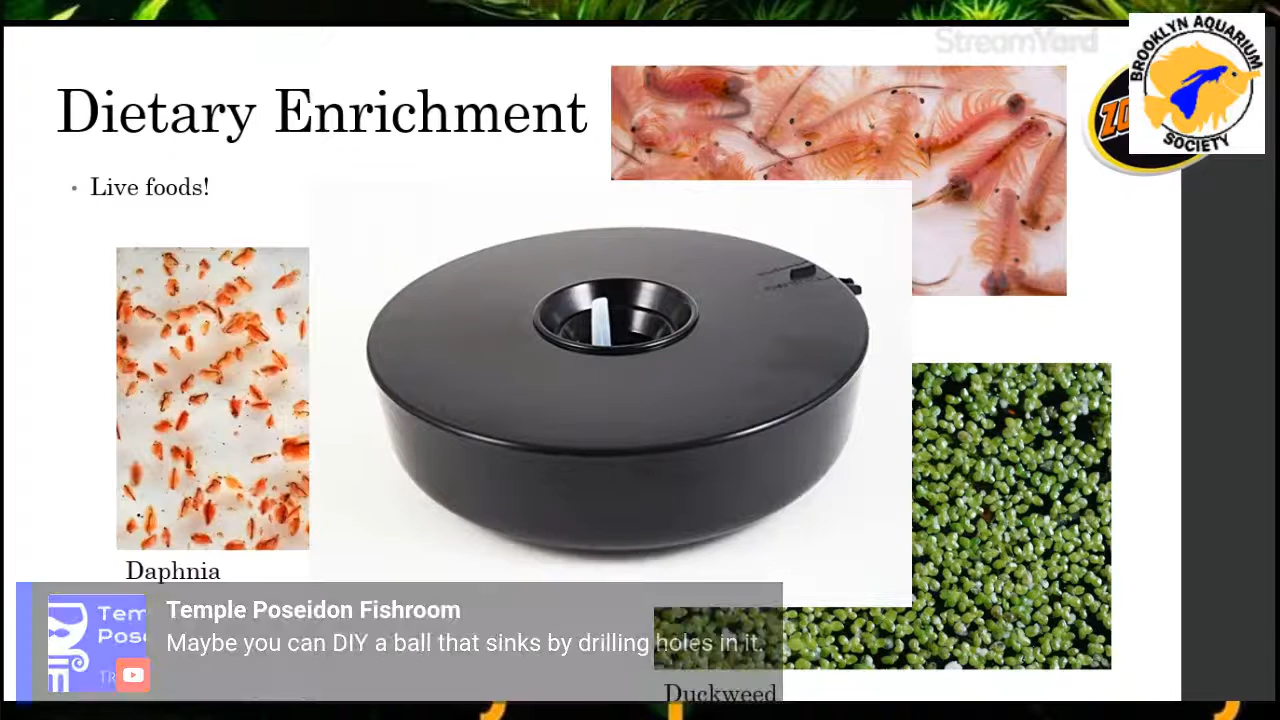 StreamYard
BROOKLYN AQUARIUM
SOCIETY
Dietary Enrichment
• Live foods!
Daphnia
Temple Poseidon Fishroom
Maybe you can DIY a ball that sinks by drilling holes in it.
Duckweed